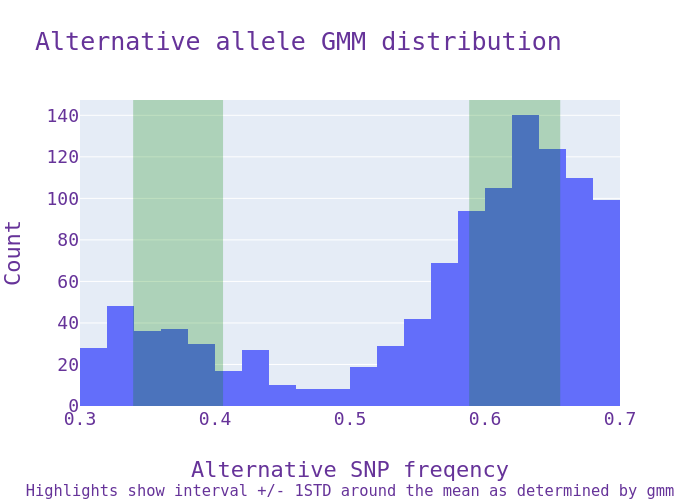 Alternative allele GMM distribution
140
120
100
80
60
40
20
0
0.3 0.4 0.5 0.6 0.7
Count
Alternative SNP freqency
Highlights show interval +/- 1STD around the mean as determined by gmm